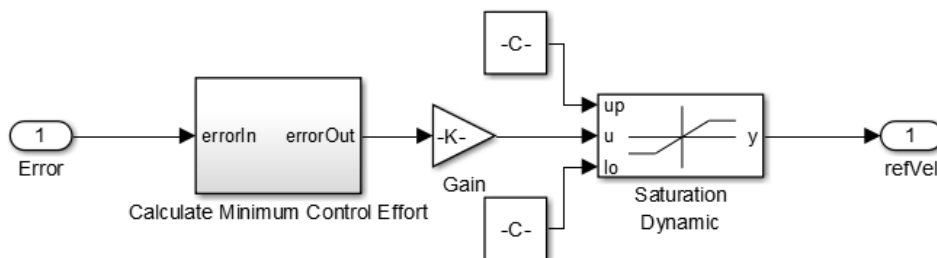 -C-
1
Error
errorIn
errorOut
Calculate Minimum Control Effort
-K-
Gain
up
u
lo
y
Saturation
Dynamic
-C-
1
refVel